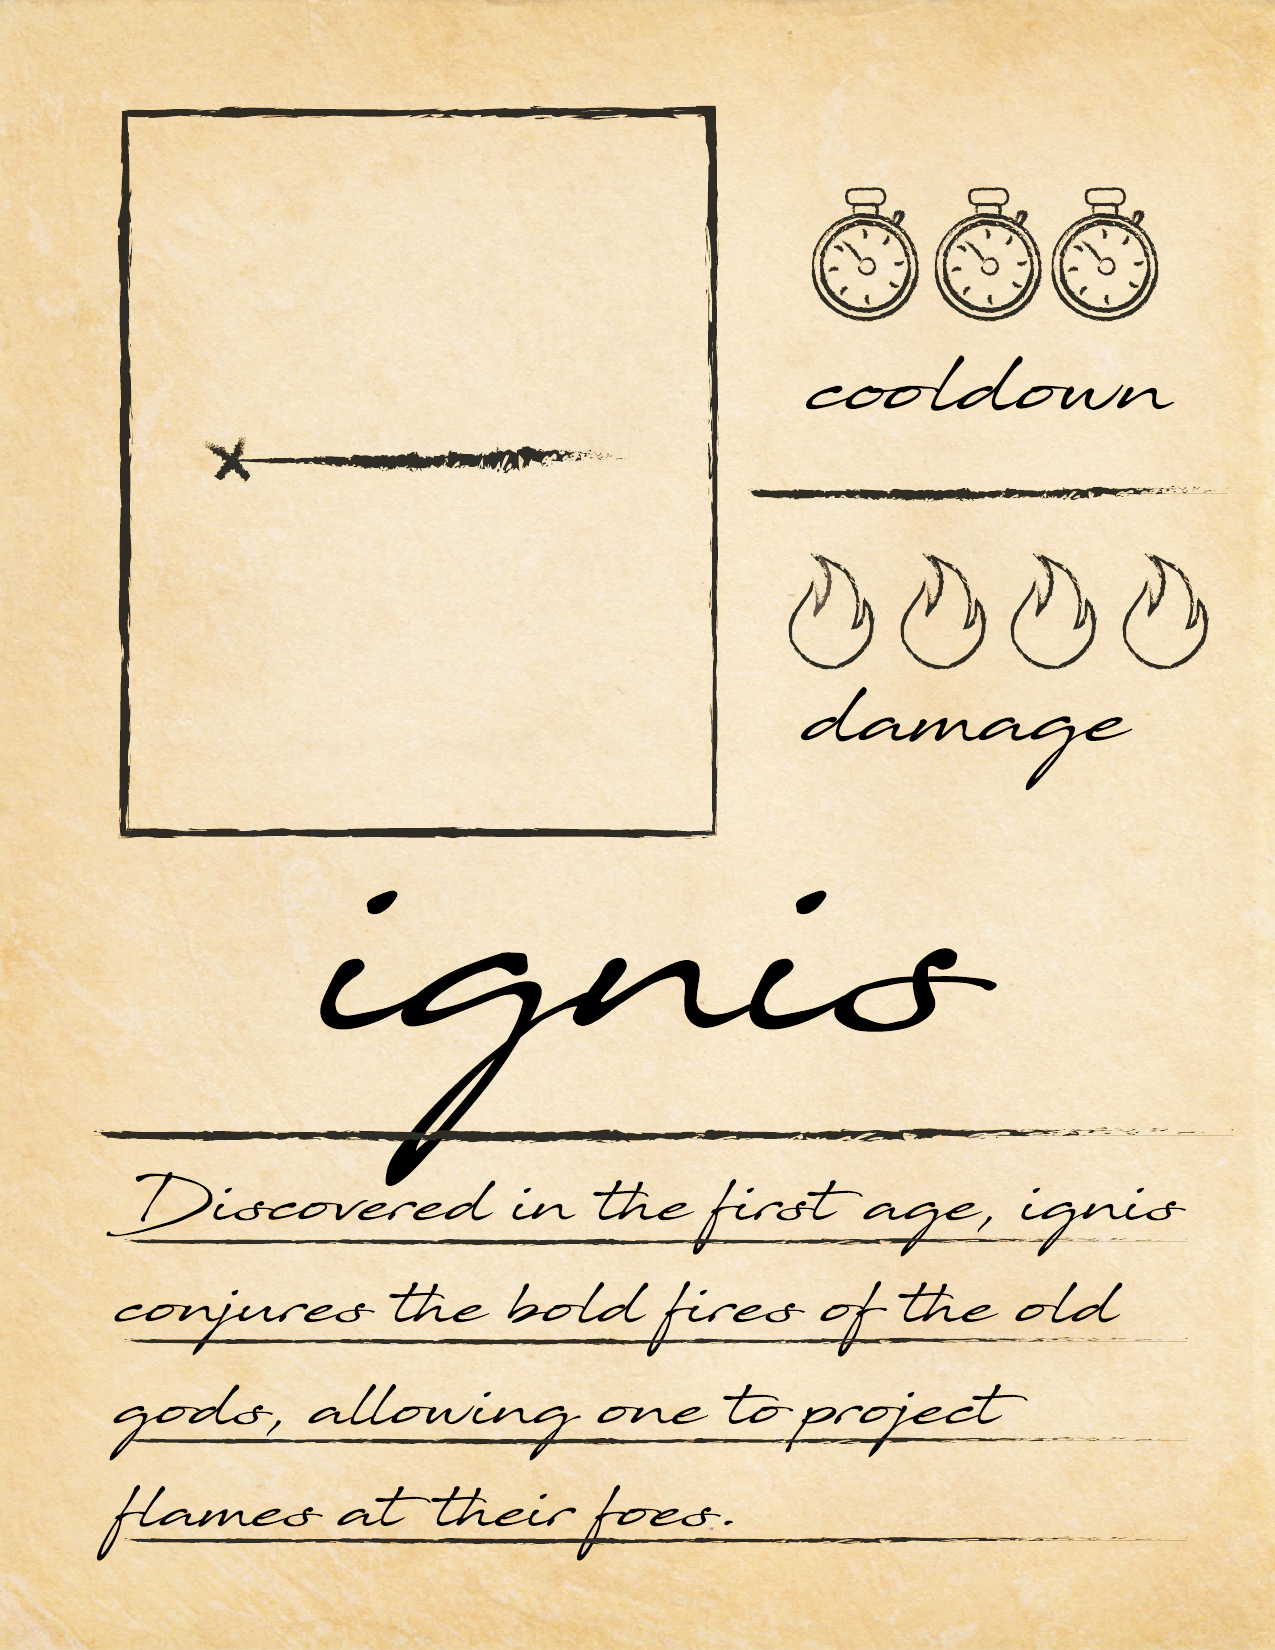 cooldown
damage
ignis
Discovered in the first age, ignis
conjures the bold fires of the old
gods, allowing one to project
flames at their foes.